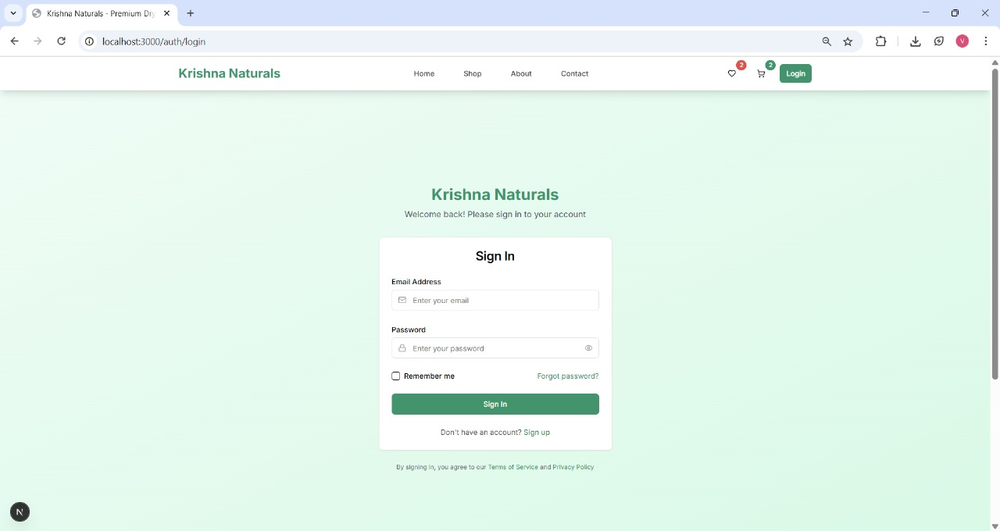 Krishna Naturals - Premium Dry
localhost:3000/auth/login
V
Krishna Naturals
Home
Shop
About
Contact
2
2
Login
Krishna Naturals
Welcome back! Please sign in to your account
Sign In
Email Address
Enter your email
Password
Enter your password
Remember me
Forgot password?
Sign In
Don't have an account? Sign up
By signing in, you agree to our Terms of Service and Privacy Policy
N